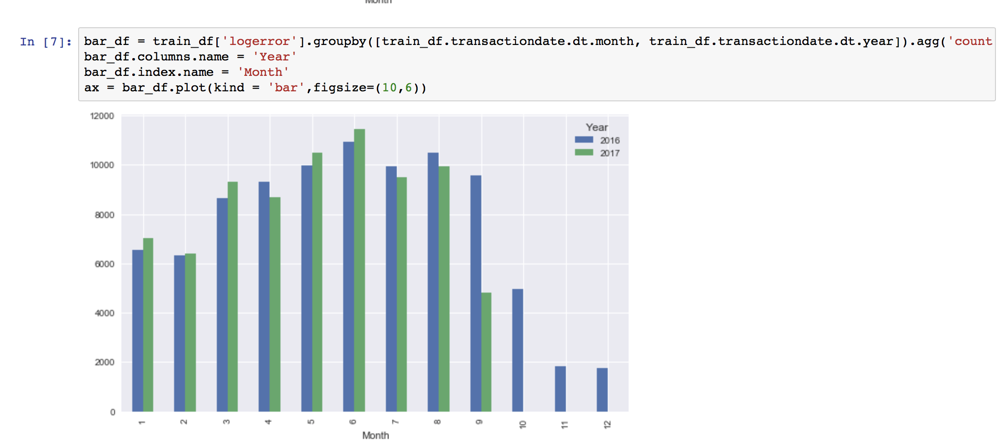 Month
In [7]: bar_df = train_df['logerror'].groupby([train_df.transactiondate.dt.month, train_df.transactiondate.dt.year]).agg('count
bar_df.columns.name = 'Year'
bar_df.index.name = 'Month'
ax = bar_df.plot(kind = 'bar',figsize=(10,6))
12000
10000
8000
6000
4000
2000
0
Year
2016
2017
1 2 3 4 5 6 7 8 9 10 11 12
Month